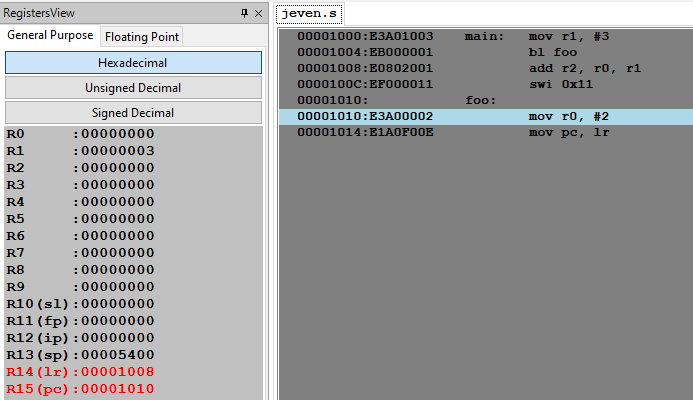 RegistersView
General Purpose Floating Point
Hexadecimal
Unsigned Decimal
Signed Decimal
R0 :00000000
R1 :00000003
R2 :00000000
R3 :00000000
R4 :00000000
R5 :00000000
R6 :00000000
R7 :00000000
R8 :00000000
R9 :00000000
R10(sl):00000000
R11(fp):00000000
R12(ip):00000000
R13(sp):00005400
R14(lr):00001008
R15(pc):00001010
jeven.s
00001000:E3A01003 main: mov r1, #3
00001004:EB000001 bl foo
00001008:E0802001 add r2, r0, r1
0000100C:EF000011 swi 0x11
00001010: foo:
00001010:E3A00002 mov r0, #2
00001014:E1A0F00E mov pc, lr